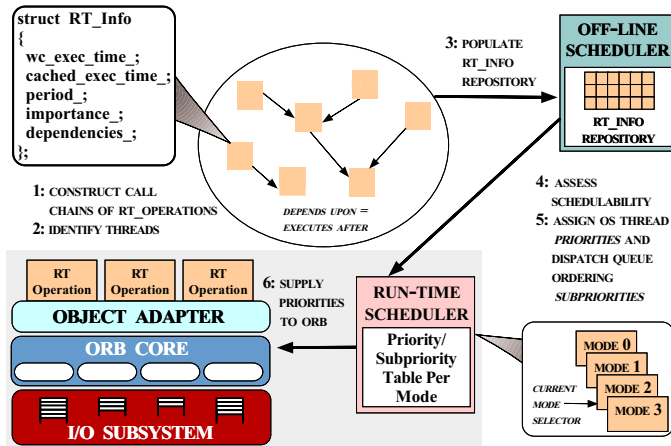 struct RT_Info
{
wc_exec_time_;
cached_exec_time_;
period_;
importance_;
dependencies_;
};
3: POPULATE
RT_INFO
REPOSITORY
OFF-LINE
SCHEDULER
RT_INFO
REPOSITORY
1: CONSTRUCT CALL
CHAINS OF RT_OPERATIONS
2: IDENTIFY THREADS
DEPENDS UPON =
EXECUTES AFTER
4: ASSESS
SCHEDULABILITY
5: ASSIGN OS THREAD
PRIORITIES AND
DISPATCH QUEUE
ORDERING
SUBPRIORITIES
RT
Operation
RT
Operation
RT
Operation
6: SUPPLY
PRIORITIES
TO ORB
OBJECT ADAPTER
ORB CORE
I/O SUBSYSTEM
RUN-TIME
SCHEDULER
Priority/
Subpriority
Table Per
Mode
MODE 0
MODE 1
MODE 2
MODE 3
CURRENT
MODE
SELECTOR